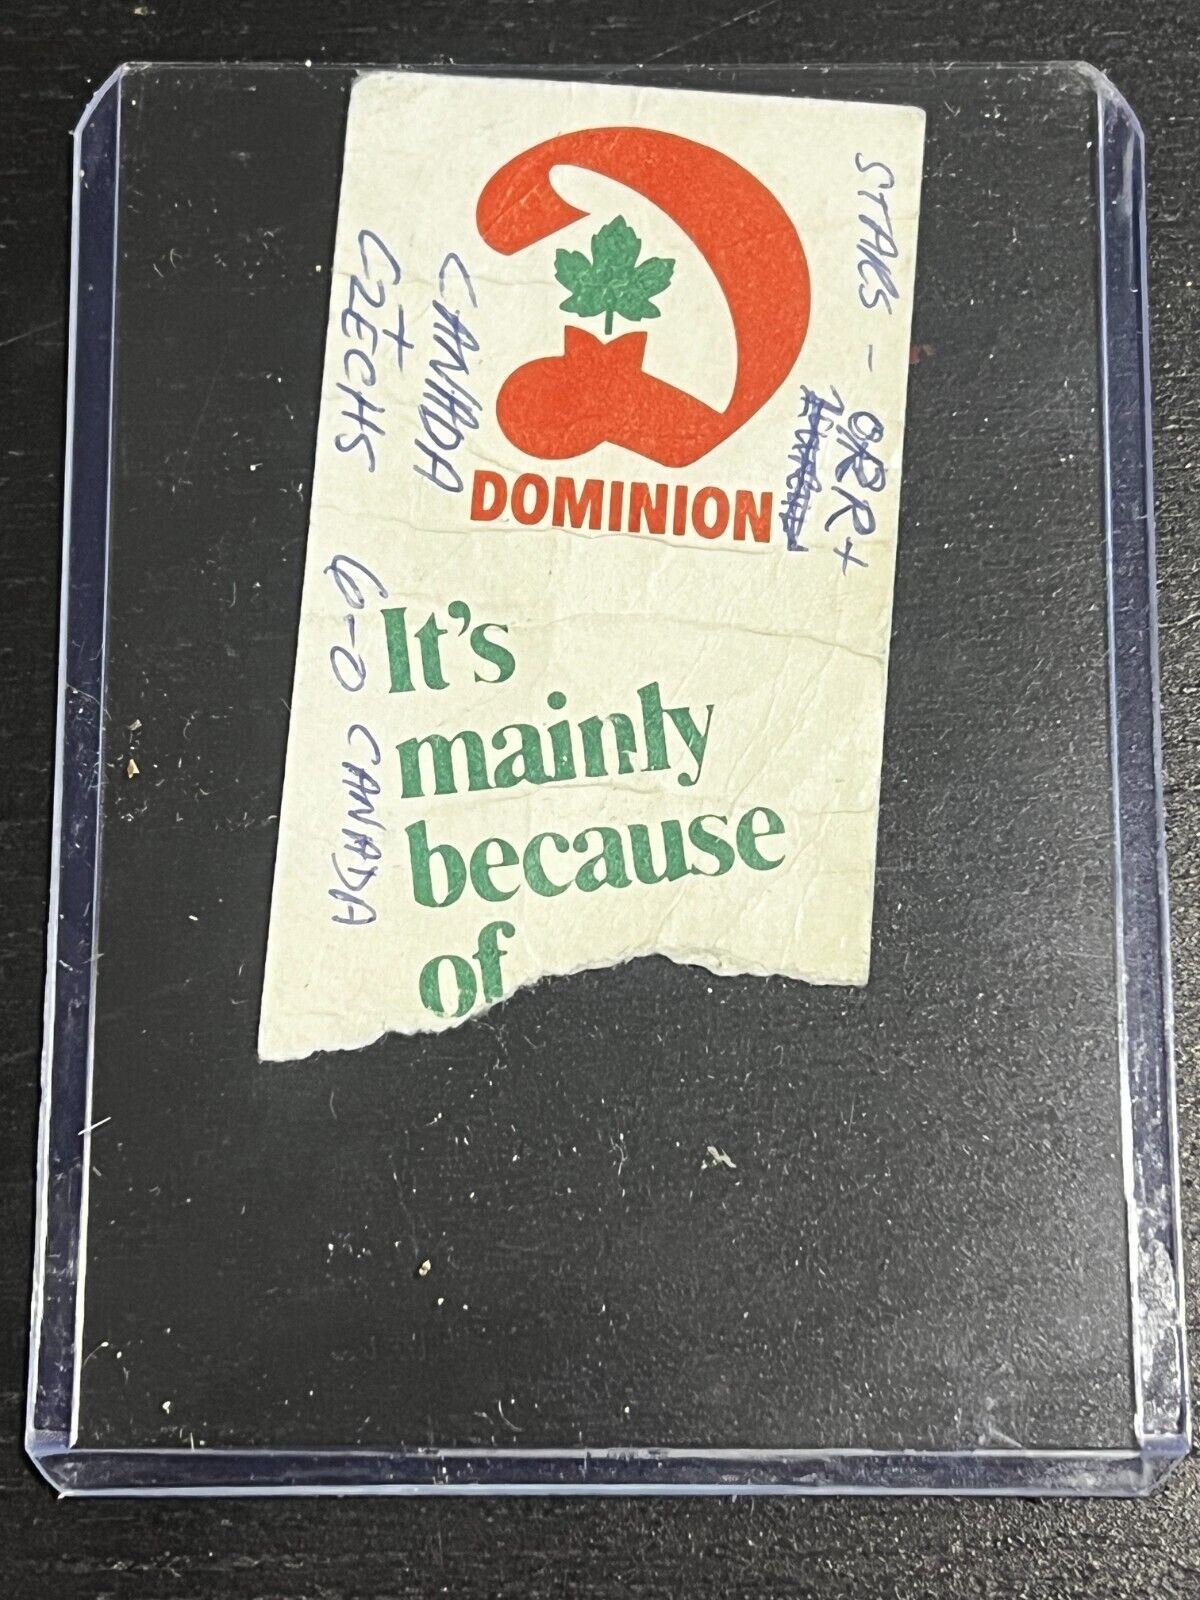 DOMINION
It's
mainly
because
of
STARS - ORR +
CANADA
+
CZECHS
6-0 CANADA